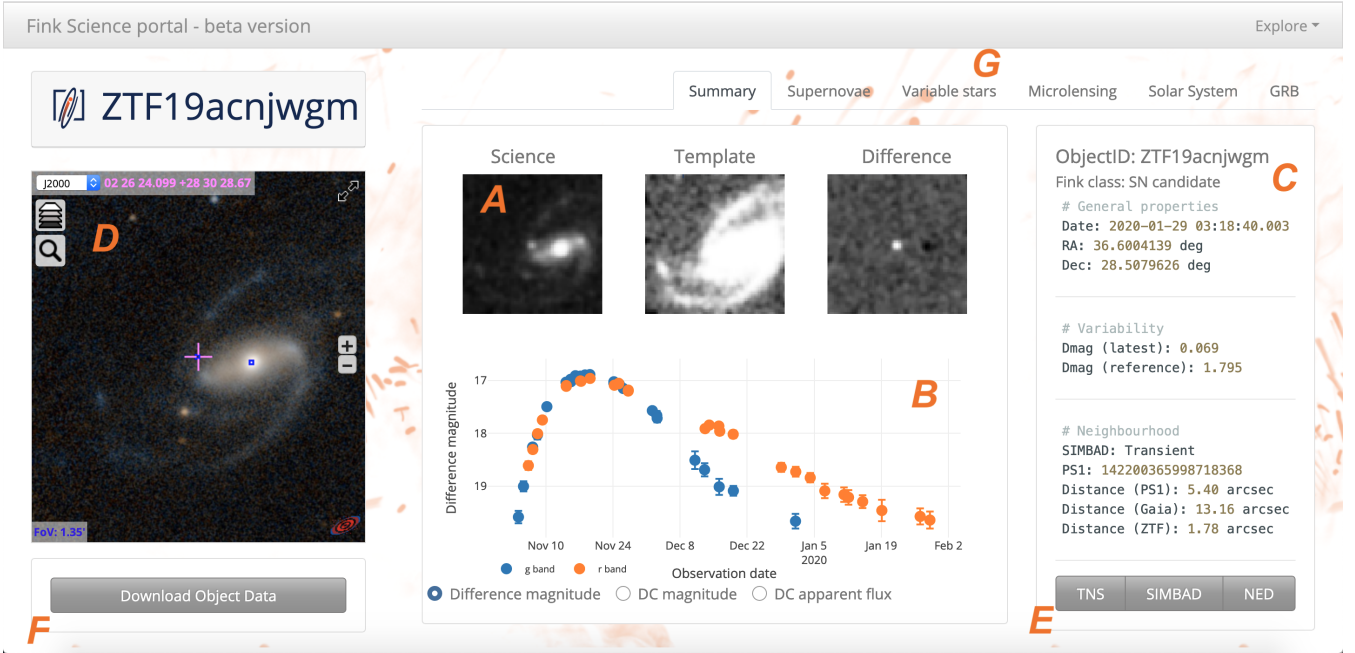 Fink Science portal - beta version
Explore
G
Summary
Supernovae
Variable stars
Microlensing
Solar System
GRB
ZTF19acnjwgm
J2000
02 26 24.099 +28 30 28.67
D
FoV: 1.35'
Download Object Data
F
Science
Template
Difference
A
B
Difference magnitude
17
18
19
Nov 10
Nov 24
Dec 8
Dec 22
Jan 5
2020
Jan 19
Feb 2
g band
r band
Observation date
Difference magnitude
DC magnitude
DC apparent flux
ObjectID: ZTF19acnjwgm
Fink class: SN candidate
C
# General properties
Date: 2020-01-29 03:18:40.003
RA: 36.6004139 deg
Dec: 28.5079626 deg
# Variability
Dmag (latest): 0.069
Dmag (reference): 1.795
# Neighbourhood
SIMBAD: Transient
PS1: 142200365998718368
Distance (PS1): 5.40 arcsec
Distance (Gaia): 13.16 arcsec
Distance (ZTF): 1.78 arcsec
TNS
SIMBAD
NED
E